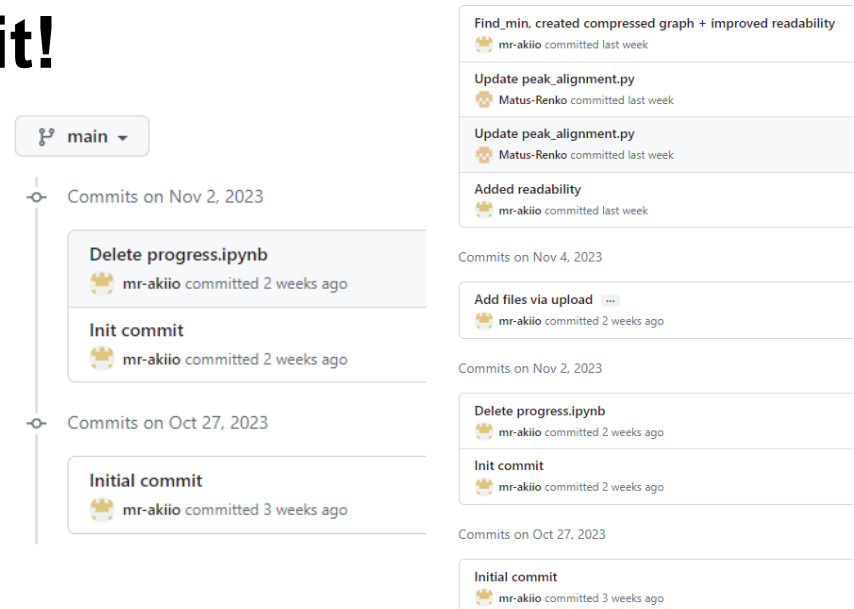 it!
main
Commits on Nov 2, 2023
Delete progress.ipynb
mr-akiio committed 2 weeks ago
Init commit
mr-akiio committed 2 weeks ago
Commits on Oct 27, 2023
Initial commit
mr-akiio committed 3 weeks ago
Find_min, created compressed graph + improved readability
mr-akiio committed last week
Update peak_alignment.py
Matus-Renko committed last week
Update peak_alignment.py
Matus-Renko committed last week
Added readability
mr-akiio committed last week
Commits on Nov 4, 2023
Add files via upload ...
mr-akiio committed 2 weeks ago
Commits on Nov 2, 2023
Delete progress.ipynb
mr-akiio committed 2 weeks ago
Init commit
mr-akiio committed 2 weeks ago
Commits on Oct 27, 2023
Initial commit
mr-akiio committed 3 weeks ago